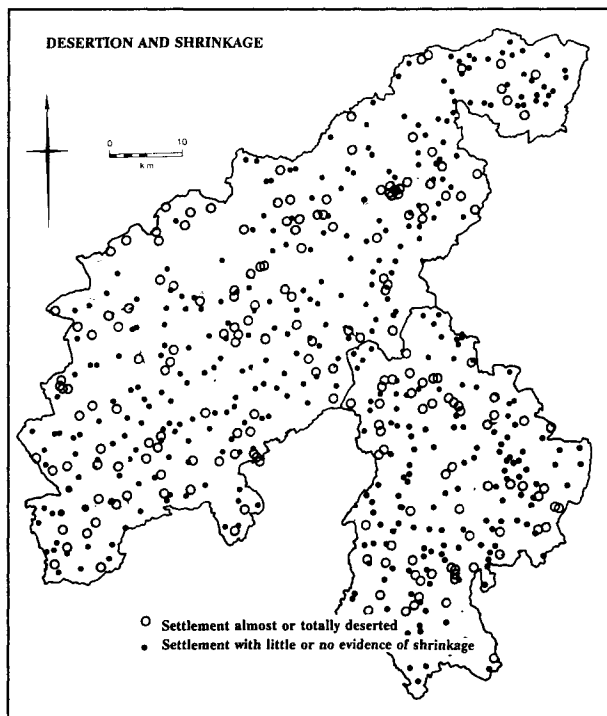 DESERTION AND SHRINKAGE
0 10
km
Settlement almost or totally deserted
Settlement with little or no evidence of shrinkage